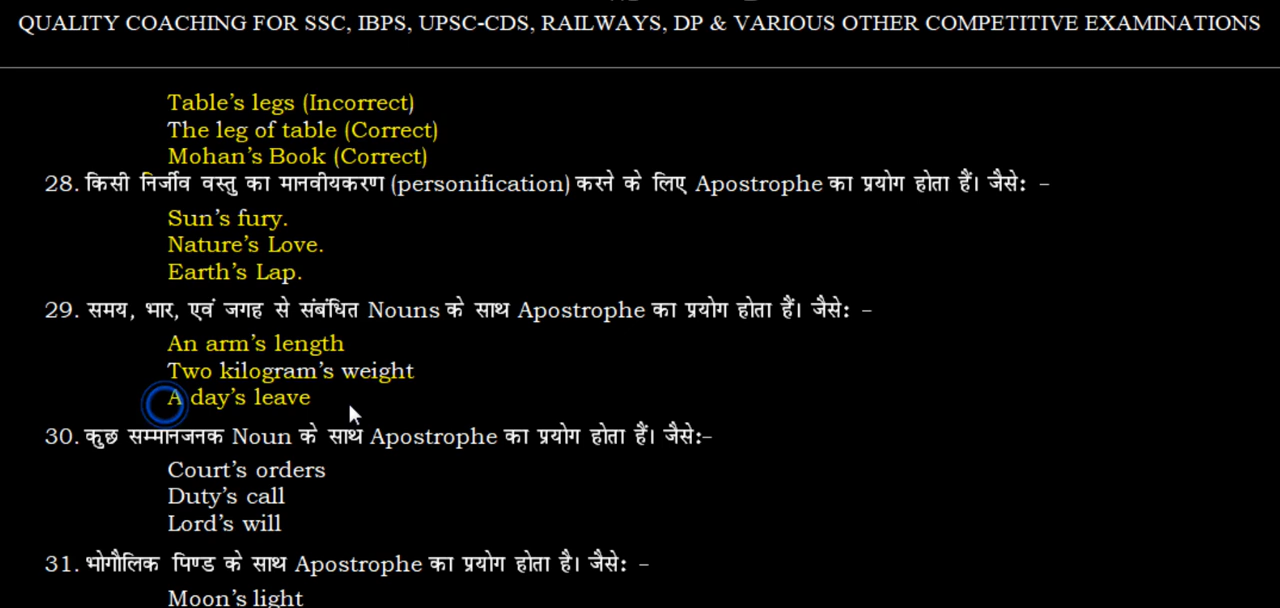 QUALITY COACHING FOR SSC, IBPS, UPSC-CDS, RAILWAYS, DP & VARIOUS OTHER COMPETITIVE EXAMINATIONS
Table's legs (Incorrect)
The leg of table (Correct)
Mohan's Book (Correct)
28. किसी निर्जीव वस्तु का मानवीयकरण (personification) करने के लिए Apostrophe का प्रयोग होता हैं। जैसे: –
Sun's fury.
Nature's Love.
Earth's Lap.
29. समय, भार, एवं जगह से संबंधित Nouns के साथ Apostrophe का प्रयोग होता हैं। जैसे: –
An arm's length
Two kilogram's weight
A day's leave
30. कुछ सम्मानजनक Noun के साथ Apostrophe का प्रयोग होता हैं। जैसे:–
Court's orders
Duty's call
Lord's will
31. भोगौलिक पिण्ड के साथ Apostrophe का प्रयोग होता है। जैसे: –
Moon's light